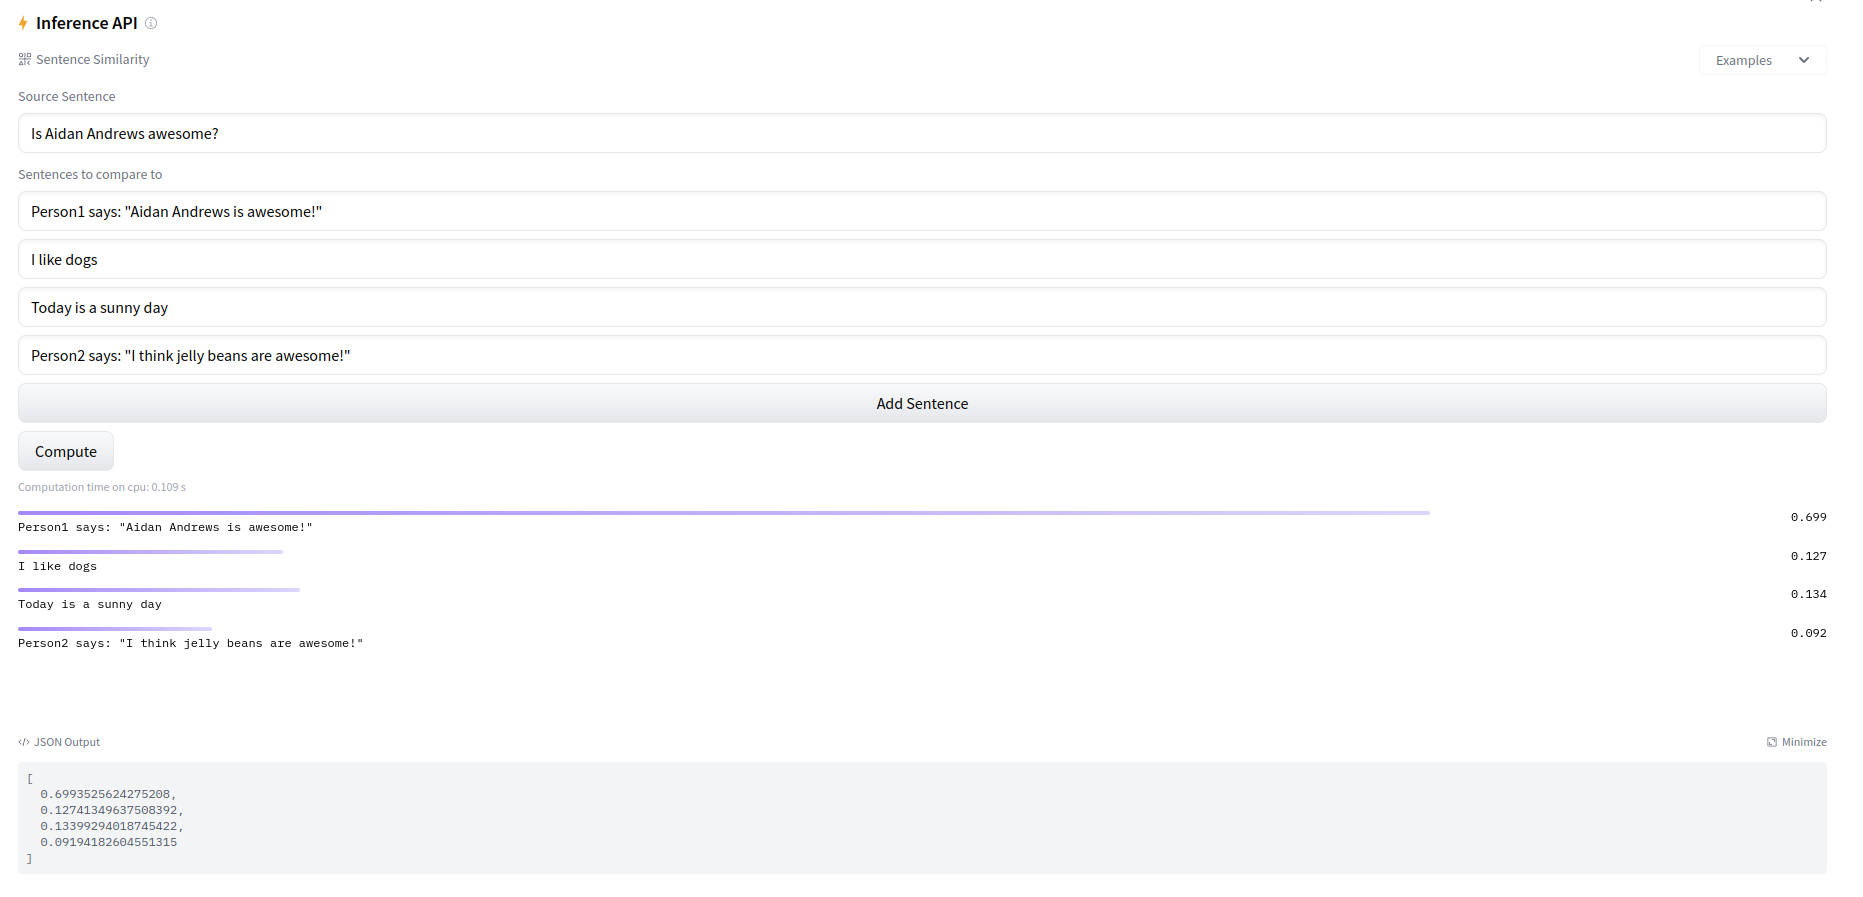 Inference API
Sentence Similarity
Examples
Source Sentence
Is Aidan Andrews awesome?
Sentences to compare to
Person1 says: "Aidan Andrews is awesome!"
I like dogs
Today is a sunny day
Person2 says: "I think jelly beans are awesome!"
Add Sentence
Compute
Computation time on cpu: 0.109 s
Person1 says: "Aidan Andrews is awesome!" 0.699
I like dogs 0.127
Today is a sunny day 0.134
Person2 says: "I think jelly beans are awesome!" 0.092
</> JSON Output
Minimize
[
0.6993525624275208,
0.12741349637508392,
0.13399294018745422,
0.09194182604551315
]